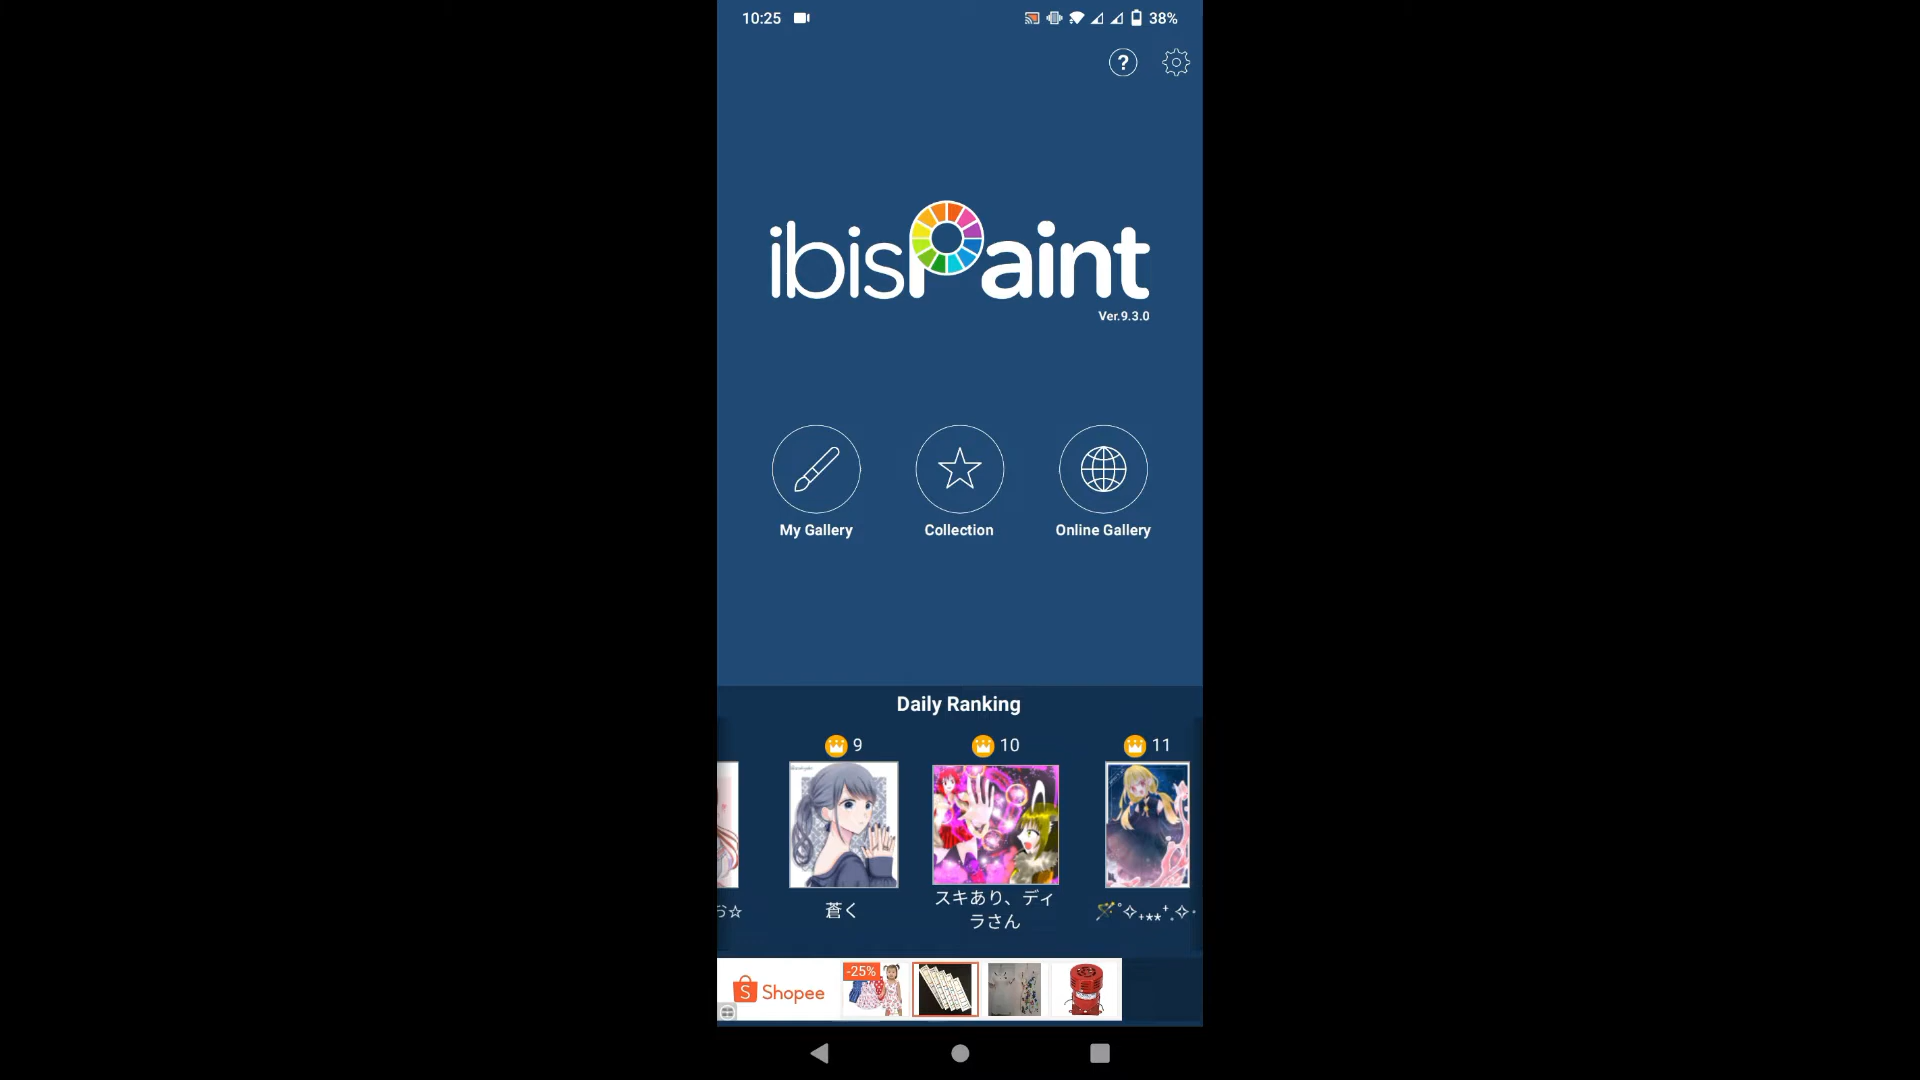 10:25
38%
?
ibisPaint
Ver.9.3.0
My Gallery
Collection
Online Gallery
Daily Ranking
9
10
11
お☆
蒼く
スキあり、ディ
ラさん
Shopee
-25%